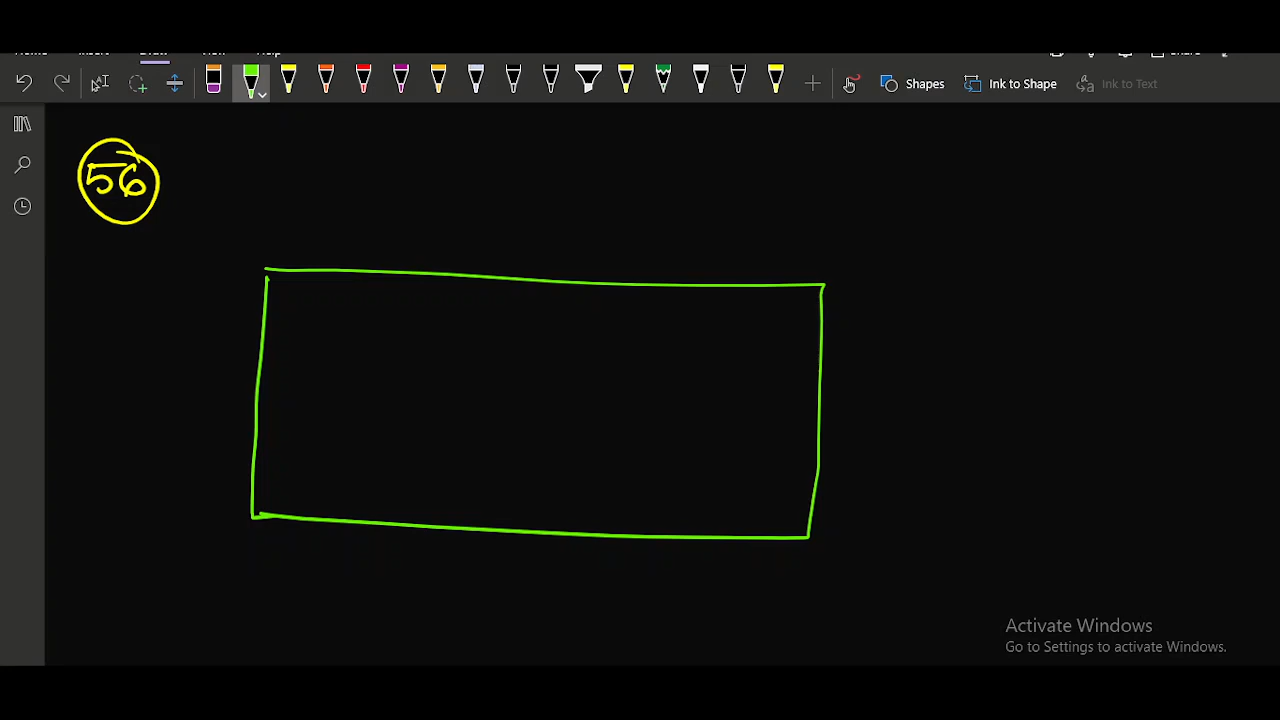 Shapes
Ink to Shape
Ink to Text
56
Activate Windows
Go to Settings to activate Windows.